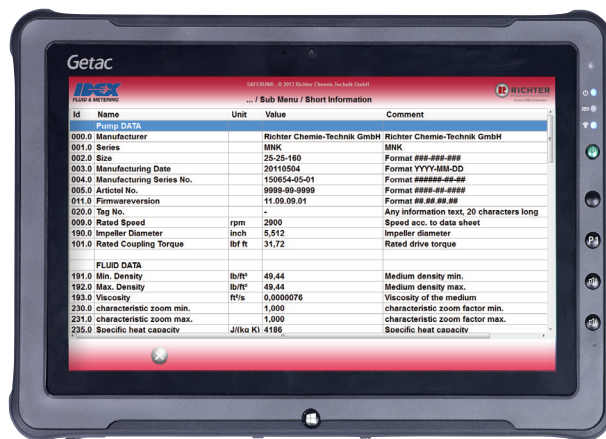 Getac
IDEX
FLUID & METERING
SAFERUNO , © 2011 Richter Chemie-Technik GmbH
... / Sub Menu / Short Information
RICHTER
Id Name Unit Value Comment
Pump DATA
000.0 Manufacturer Richter Chemie-Technik GmbH Richter Chemie-Technik GmbH
001.0 Series MNK MNK
002.0 Size 25-25-160 Format ###-###-###
003.0 Manufacturing Date 20110504 Format YYYY-MM-DD
004.0 Manufacturing Series No. 150654-05-01 Format ######-##-##
005.0 Artictel No. 9999-99-9999 Format ####-##-####
011.0 Firmwareversion 11.09.09.01 Format ##.##.##.##
020.0 Tag No. - Any information text, 20 characters long
009.0 Rated Speed rpm 2900 Speed acc. to data sheet
190.0 Impeller Diameter inch 5,512 Impeller diameter
101.0 Rated Coupling Torque lbf ft 31,72 Rated drive torque
FLUID DATA
191.0 Min. Density lb/ft³ 49,44 Medium density min.
192.0 Max. Density lb/ft³ 49,44 Medium density max.
193.0 Viscosity ft²/s 0,0000076 Viscosity of the medium
230.0 characteristic zoom min. 1,000 characteristic zoom factor min.
231.0 characteristic zoom max. 1,000 characteristic zoom factor max.
235.0 Specific heat capacity J/(kg K) 4186 Specific heat capacity
P1